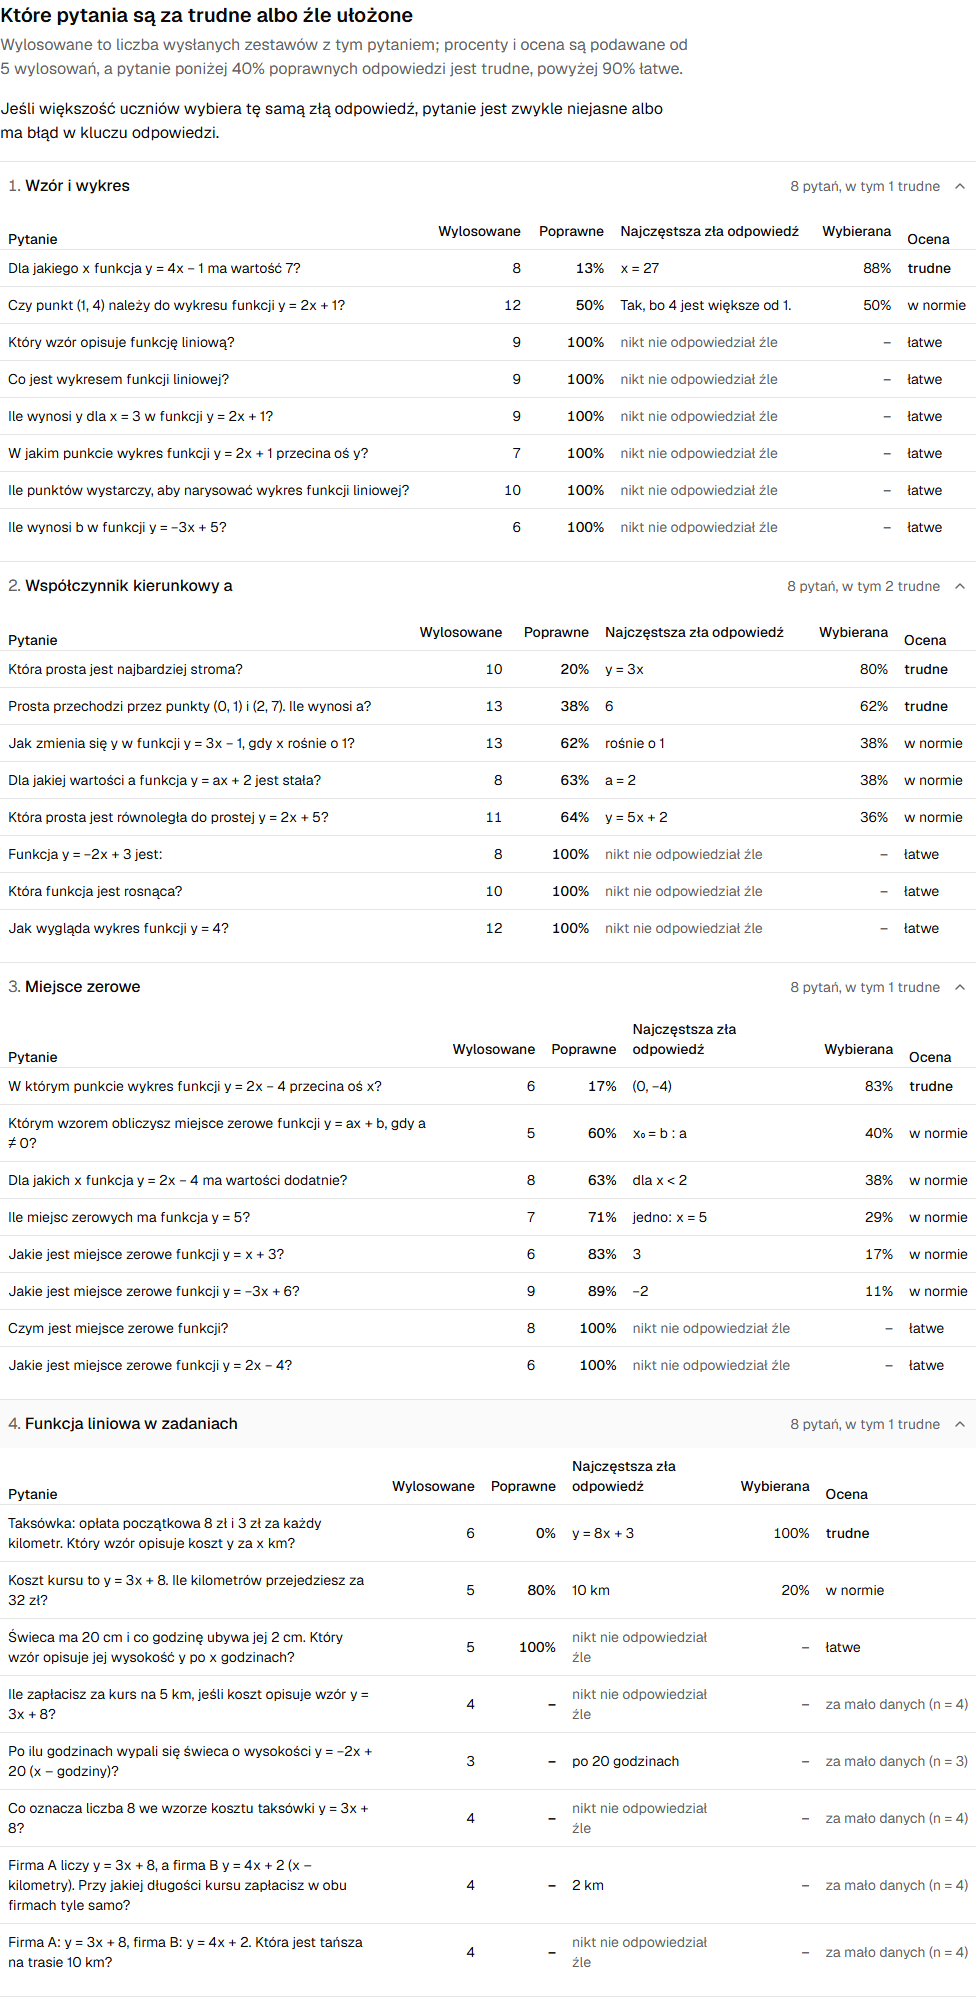 Które pytania są za trudne albo źle ułożone
Wylosowane to liczba wysłanych zestawów z tym pytaniem; procenty i ocena są podawane od
5 wylosowań, a pytanie poniżej 40% poprawnych odpowiedzi jest trudne, powyżej 90% łatwe.
Jeśli większość uczniów wybiera tę samą złą odpowiedź, pytanie jest zwykle niejasne albo
ma błąd w kluczu odpowiedzi.
1. Wzór i wykres 8 pytań, w tym 1 trudne
Pytanie Wylosowane Poprawne Najczęstsza zła odpowiedź Wybierana Ocena
Dla jakiego x funkcja y = 4x − 1 ma wartość 7? 8 13% x = 27 88% trudne
Czy punkt (1, 4) należy do wykresu funkcji y = 2x + 1? 12 50% Tak, bo 4 jest większe od 1. 50% w normie
Który wzór opisuje funkcję liniową? 9 100% nikt nie odpowiedział źle – łatwe
Co jest wykresem funkcji liniowej? 9 100% nikt nie odpowiedział źle – łatwe
Ile wynosi y dla x = 3 w funkcji y = 2x + 1? 9 100% nikt nie odpowiedział źle – łatwe
W jakim punkcie wykres funkcji y = 2x + 1 przecina oś y? 7 100% nikt nie odpowiedział źle – łatwe
Ile punktów wystarczy, aby narysować wykres funkcji liniowej? 10 100% nikt nie odpowiedział źle – łatwe
Ile wynosi b w funkcji y = −3x + 5? 6 100% nikt nie odpowiedział źle – łatwe
2. Współczynnik kierunkowy a 8 pytań, w tym 2 trudne
Pytanie Wylosowane Poprawne Najczęstsza zła odpowiedź Wybierana Ocena
Która prosta jest najbardziej stroma? 10 20% y = 3x 80% trudne
Prosta przechodzi przez punkty (0, 1) i (2, 7). Ile wynosi a? 13 38% 6 62% trudne
Jak zmienia się y w funkcji y = 3x − 1, gdy x rośnie o 1? 13 62% rośnie o 1 38% w normie
Dla jakiej wartości a funkcja y = ax + 2 jest stała? 8 63% a = 2 38% w normie
Która prosta jest równoległa do prostej y = 2x + 5? 11 64% y = 5x + 2 36% w normie
Funkcja y = −2x + 3 jest: 8 100% nikt nie odpowiedział źle – łatwe
Która funkcja jest rosnąca? 10 100% nikt nie odpowiedział źle – łatwe
Jak wygląda wykres funkcji y = 4? 12 100% nikt nie odpowiedział źle – łatwe
3. Miejsce zerowe 8 pytań, w tym 1 trudne
Najczęstsza zła
Pytanie Wylosowane Poprawne odpowiedź Wybierana Ocena
W którym punkcie wykres funkcji y = 2x − 4 przecina oś x? 6 17% (0, −4) 83% trudne
Którym wzorem obliczysz miejsce zerowe funkcji y = ax + b, gdy a
≠ 0? 5 60% x₀ = b : a 40% w normie
Dla jakich x funkcja y = 2x − 4 ma wartości dodatnie? 8 63% dla x < 2 38% w normie
Ile miejsc zerowych ma funkcja y = 5? 7 71% jedno: x = 5 29% w normie
Jakie jest miejsce zerowe funkcji y = x + 3? 6 83% 3 17% w normie
Jakie jest miejsce zerowe funkcji y = −3x + 6? 9 89% −2 11% w normie
Czym jest miejsce zerowe funkcji? 8 100% nikt nie odpowiedział źle – łatwe
Jakie jest miejsce zerowe funkcji y = 2x − 4? 6 100% nikt nie odpowiedział źle – łatwe
4. Funkcja liniowa w zadaniach 8 pytań, w tym 1 trudne
Najczęstsza zła
Pytanie Wylosowane Poprawne odpowiedź Wybierana Ocena
Taksówka: opłata początkowa 8 zł i 3 zł za każdy
kilometr. Który wzór opisuje koszt y za x km? 6 0% y = 8x + 3 100% trudne
Koszt kursu to y = 3x + 8. Ile kilometrów przejedziesz za
32 zł? 5 80% 10 km 20% w normie
Świeca ma 20 cm i co godzinę ubywa jej 2 cm. Który
wzór opisuje jej wysokość y po x godzinach? 5 100% nikt nie odpowiedział źle – łatwe
Ile zapłacisz za kurs na 5 km, jeśli koszt opisuje wzór y =
3x + 8? 4 – nikt nie odpowiedział źle – za mało danych (n = 4)
Po ilu godzinach wypali się świeca o wysokości y = −2x +
20 (x – godziny)? 3 – po 20 godzinach – za mało danych (n = 3)
Co oznacza liczba 8 we wzorze kosztu taksówki y = 3x +
8? 4 – nikt nie odpowiedział źle – za mało danych (n = 4)
Firma A liczy y = 3x + 8, a firma B y = 4x + 2 (x –
kilometry). Przy jakiej długości kursu zapłacisz w obu
firmach tyle samo? 4 – 2 km – za mało danych (n = 4)
Firma A: y = 3x + 8, firma B: y = 4x + 2. Która jest tańsza
na trasie 10 km? 4 – nikt nie odpowiedział źle – za mało danych (n = 4)